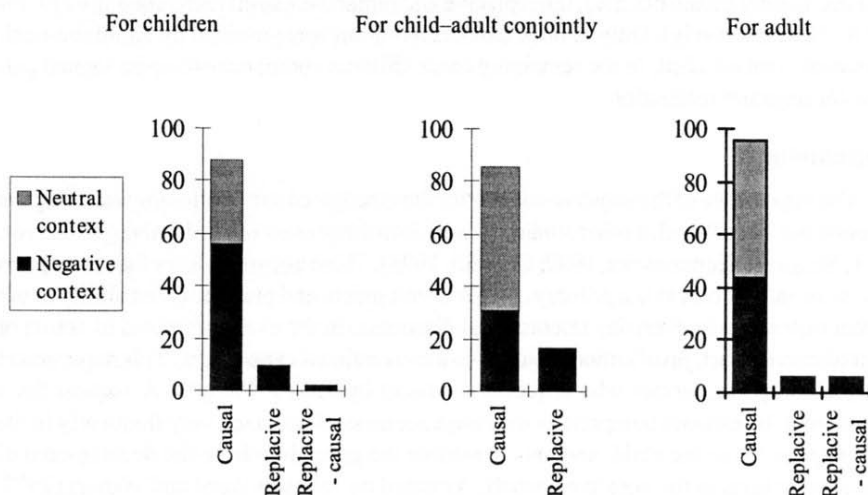 For children
For child–adult conjointly
For adult
100
80
60
40
20
0
Neutral
context
Negative
context
Causal
Replacive
Replacive
- causal
100
80
60
40
20
0
Causal
Replacive
100
80
60
40
20
0
Causal
Replacive
Replacive
- causal